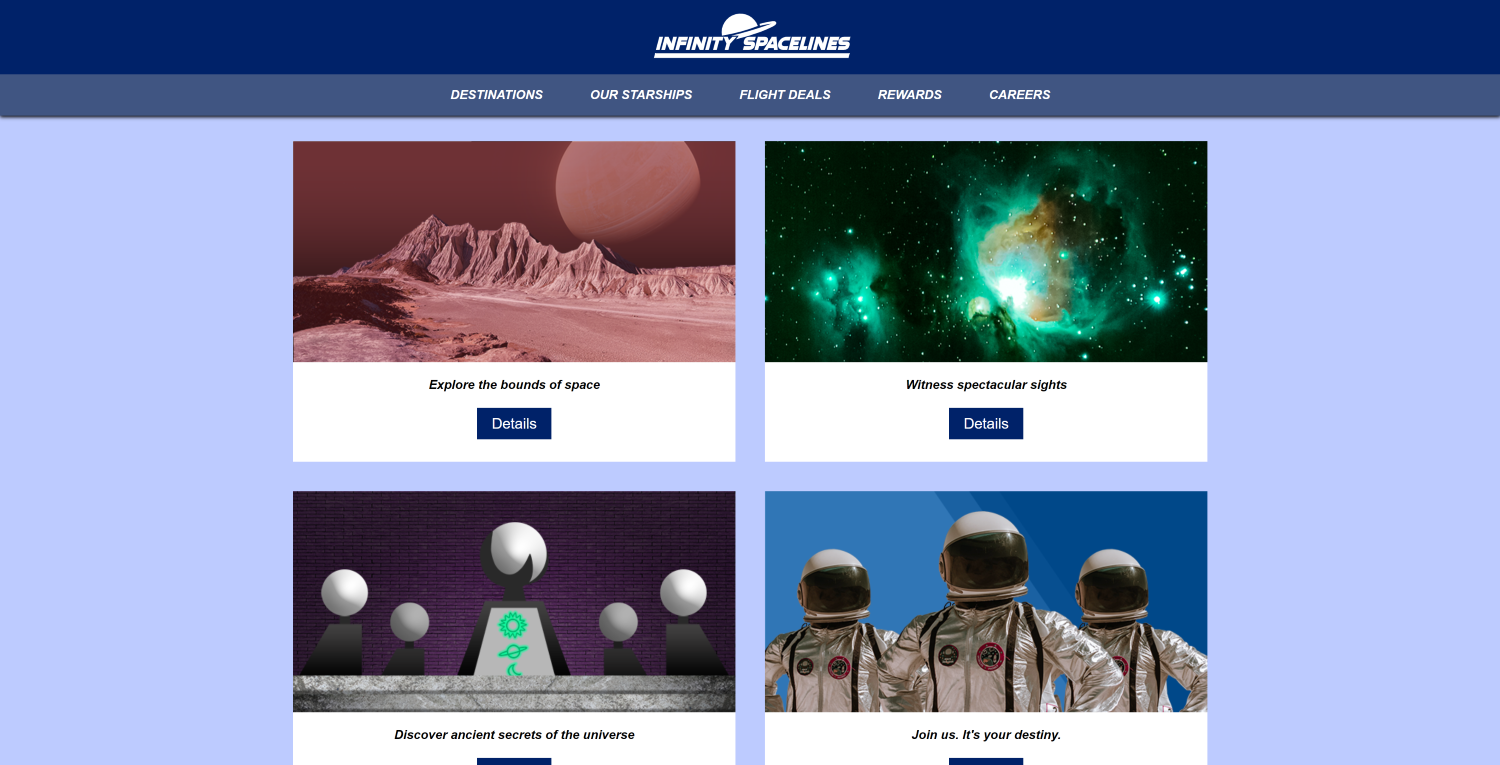 INFINITY SPACELINES
DESTINATIONS OUR STARSHIPS FLIGHT DEALS REWARDS CAREERS
Explore the bounds of space
Details
Witness spectacular sights
Details
Discover ancient secrets of the universe
Join us. It's your destiny.